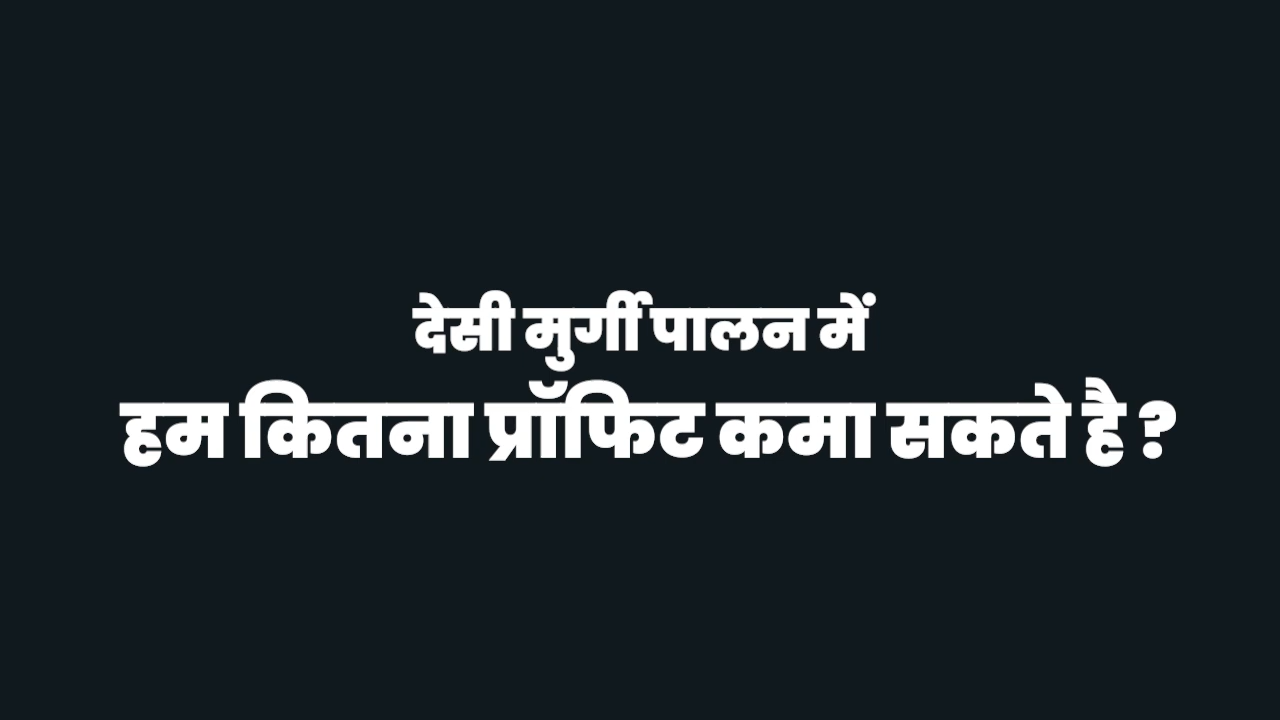 देसी मुर्गी पालन में
हम कितना प्रॉफिट कमा सकते है ?